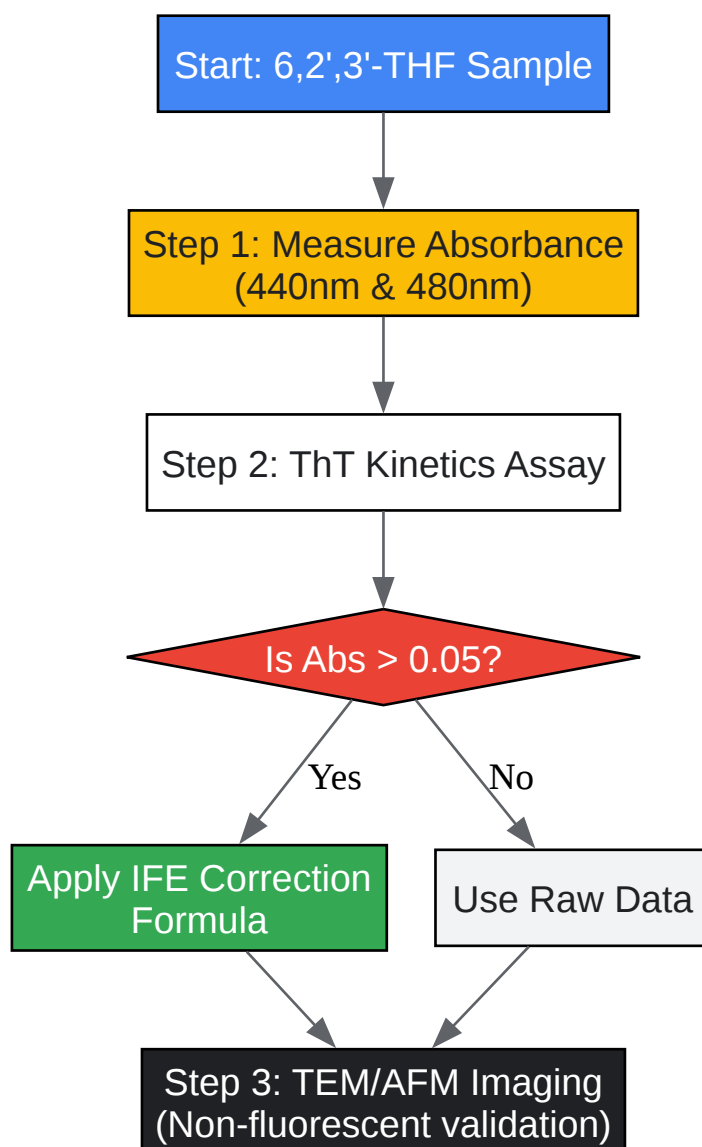 Start: 6,2',3'-THF Sample
Step 1: Measure Absorbance
(440nm & 480nm)
Step 2: ThT Kinetics Assay
Is Abs > 0.05?
Yes
No
Apply IFE Correction
Formula
Use Raw Data
Step 3: TEM/AFM Imaging
(Non-fluorescent validation)